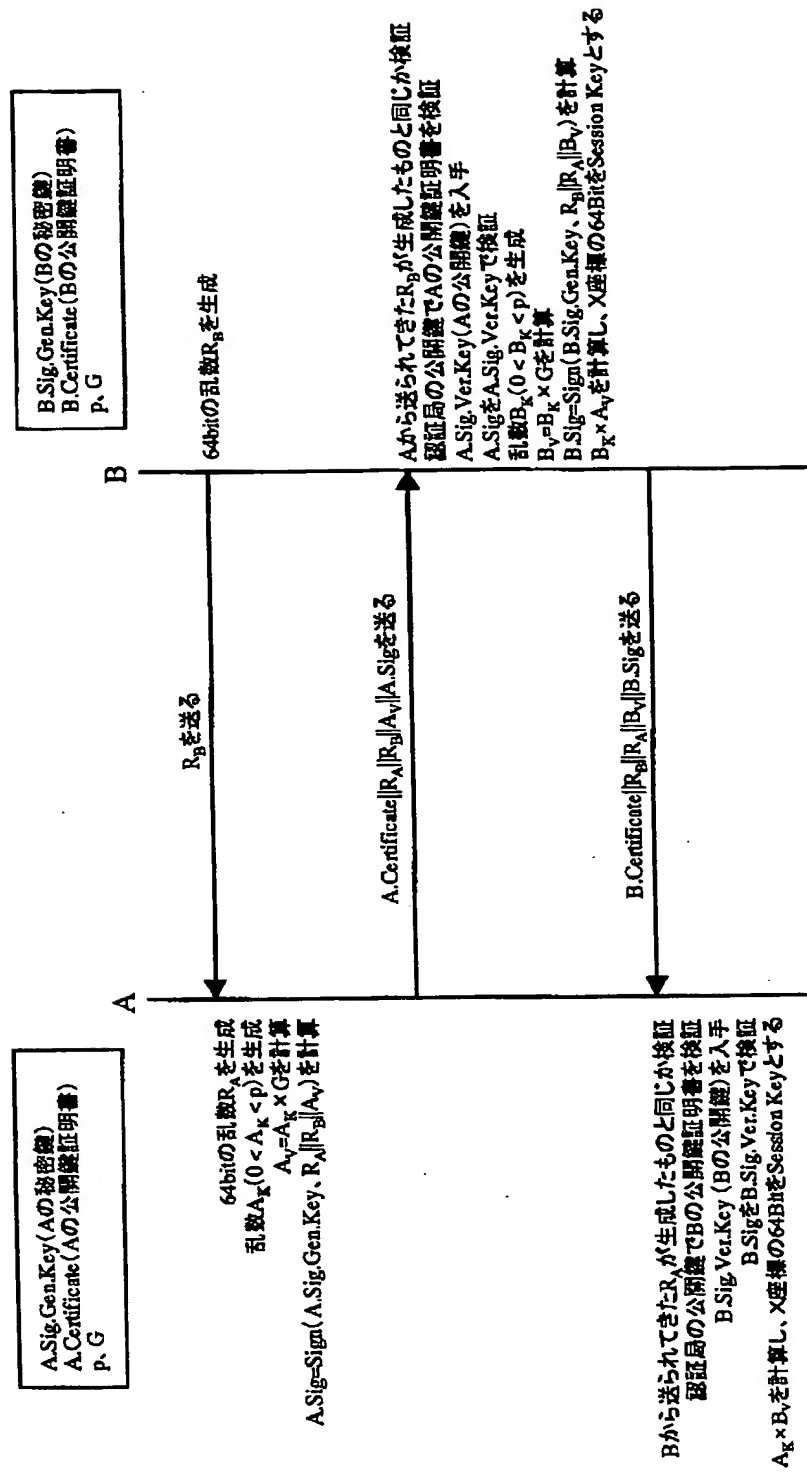 A.Sig.Gen.Key(Aの秘密鍵)
A.Certificate(Aの公開鍵証明書)
p、G
B.Sig.Gen.Key(Bの秘密鍵)
B.Certificate(Bの公開鍵証明書)
p、G
A
B
64bitの乱数R_Bを生成
R_Bを送る
64bitの乱数R_Aを生成
乱数A_K(0<A_K<p)を生成
A_V=A_K×Gを計算
A.Sig=Sign(A.Sig.Gen.Key、R_A||R_B||A_V)を計算
A.Certificate||R_A||R_B||A_V||A.Sigを送る
Aから送られてきたR_Bが生成したものと同じか検証
認証局の公開鍵でAの公開鍵証明書を検証
A.Sig.Ver.Key(Aの公開鍵)を入手
A.SigをA.Sig.Ver.Keyで検証
乱数B_K(0<B_K<p)を生成
B_V=B_K×Gを計算
B.Sig=Sign(B.Sig.Gen.Key、R_B||R_A||B_V)を計算
B_K×A_Vを計算し、X座標の64BitをSession Keyとする
B.Certificate||R_B||R_A||B_V||B.Sigを送る
Bから送られてきたR_Aが生成したものと同じか検証
認証局の公開鍵でBの公開鍵証明書を検証
B.Sig.Ver.Key (Bの公開鍵)を入手
B.SigをB.Sig.Ver.Keyで検証
A_K×B_Vを計算し、X座標の64BitをSession Keyとする